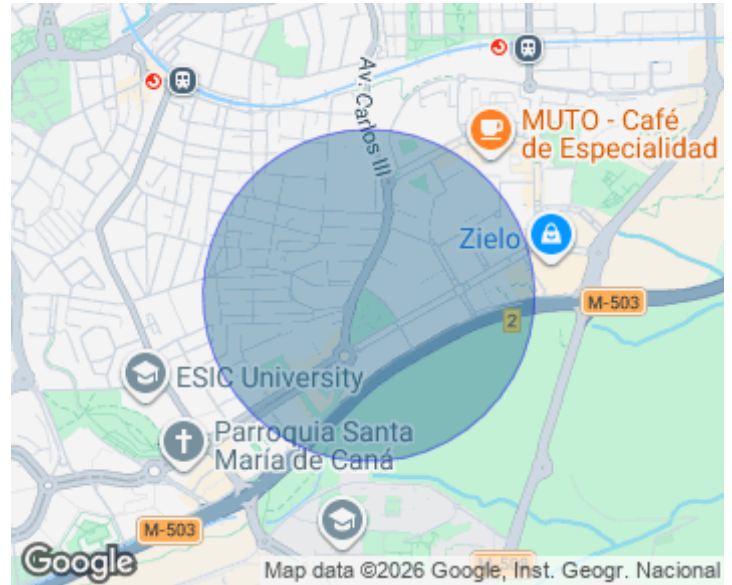 Av. Carlos III
MUTO - Café
de Especialidad
Zielo
M-503
2
ESIC University
Parroquia Santa
María de Caná
M-503
Google
Map data ©2026 Google, Inst. Geogr. Nacional